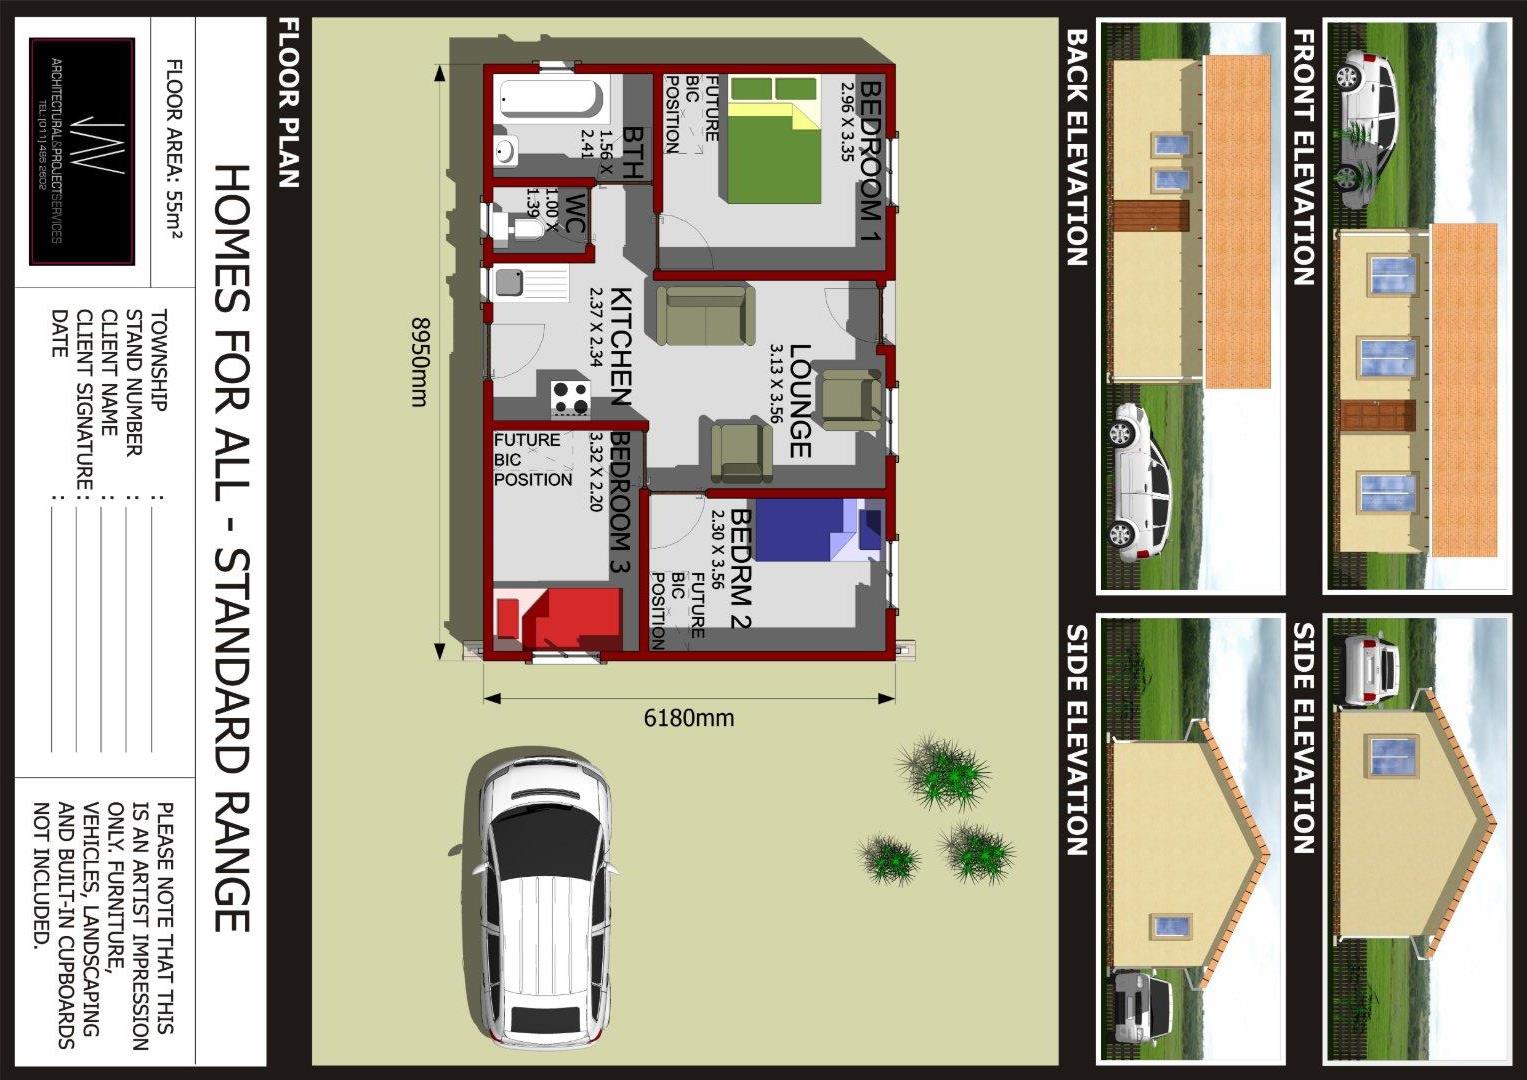 FRONT ELEVATION
SIDE ELEVATION
BACK ELEVATION
SIDE ELEVATION
BEDROOM 1
2.96 X 3.35
FUTURE
BIC
POSITION
BTH
1.56 X
2.41
WC
1.00 X
1.39
LOUNGE
3.13 X 3.56
KITCHEN
2.37 X 2.34
BEDRM 2
2.30 X 3.56
FUTURE
BIC
POSITION
BEDROOM 3
3.32 X 2.20
FUTURE
BIC
POSITION
8950mm
6180mm
FLOOR PLAN
HOMES FOR ALL - STANDARD RANGE
FLOOR AREA: 55m²
ARCHITECTURAL&PROJECTSERVICES
TEL:(011) 486 2602
TOWNSHIP :
STAND NUMBER :
CLIENT NAME :
CLIENT SIGNATURE :
DATE :
PLEASE NOTE THAT THIS
IS AN ARTIST IMPRESSION
ONLY. FURNITURE,
VEHICLES, LANDSCAPING
AND BUILT-IN CUPBOARDS
NOT INCLUDED.